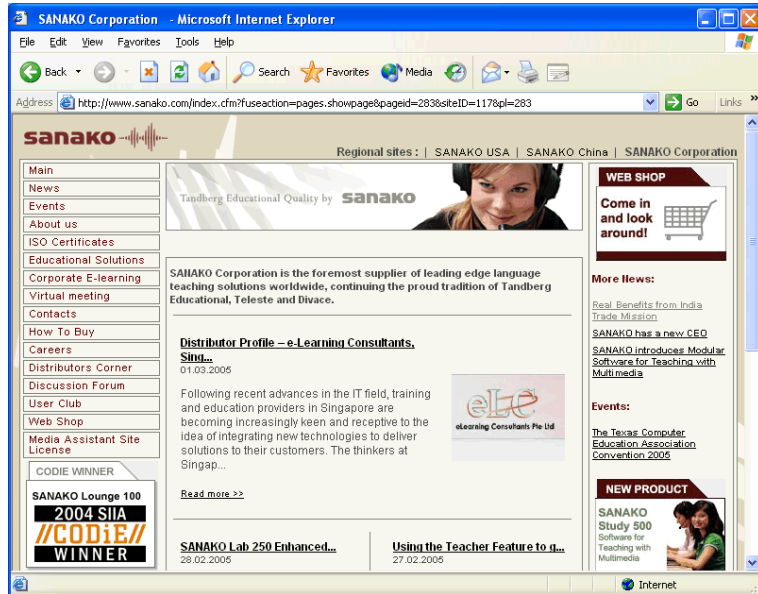 SANAKO Corporation - Microsoft Internet Explorer
File Edit View Favorites Tools Help
Back Search Favorites Media
Address http://www.sanako.com/index.cfm?fuseaction=pages.showpage&pageid=283&siteID=117&pl=283 Go Links »
sanako
Regional sites : | SANAKO USA | SANAKO China | SANAKO Corporation
Main
News
Events
About us
ISO Certificates
Educational Solutions
Corporate E-learning
Virtual meeting
Contacts
How To Buy
Careers
Distributors Corner
Discussion Forum
User Club
Web Shop
Media Assistant Site
License
CODIE WINNER
SANAKO Lounge 100
2004 SIIA
//CODiE//
WINNER
Tandberg Educational Quality by sanako
SANAKO Corporation is the foremost supplier of leading edge language
teaching solutions worldwide, continuing the proud tradition of Tandberg
Educational, Teleste and Divace.
Distributor Profile – e-Learning Consultants,
Sing...
01.03.2005
Following recent advances in the IT field, training
and education providers in Singapore are
becoming increasingly keen and receptive to the
idea of integrating new technologies to deliver
solutions to their customers. The thinkers at
Singap...
Read more >>
eLC
eLearning Consultants Pte Ltd
SANAKO Lab 250 Enhanced...
28.02.2005
Using the Teacher Feature to g...
27.02.2005
WEB SHOP
Come in
and look
around!
More News:
Real Benefits from India
Trade Mission
SANAKO has a new CEO
SANAKO introduces Modular
Software for Teaching with
Multimedia
Events:
The Texas Computer
Education Association
Convention 2005
NEW PRODUCT
SANAKO
Study 500
Software for
Teaching with
Multimedia
Internet